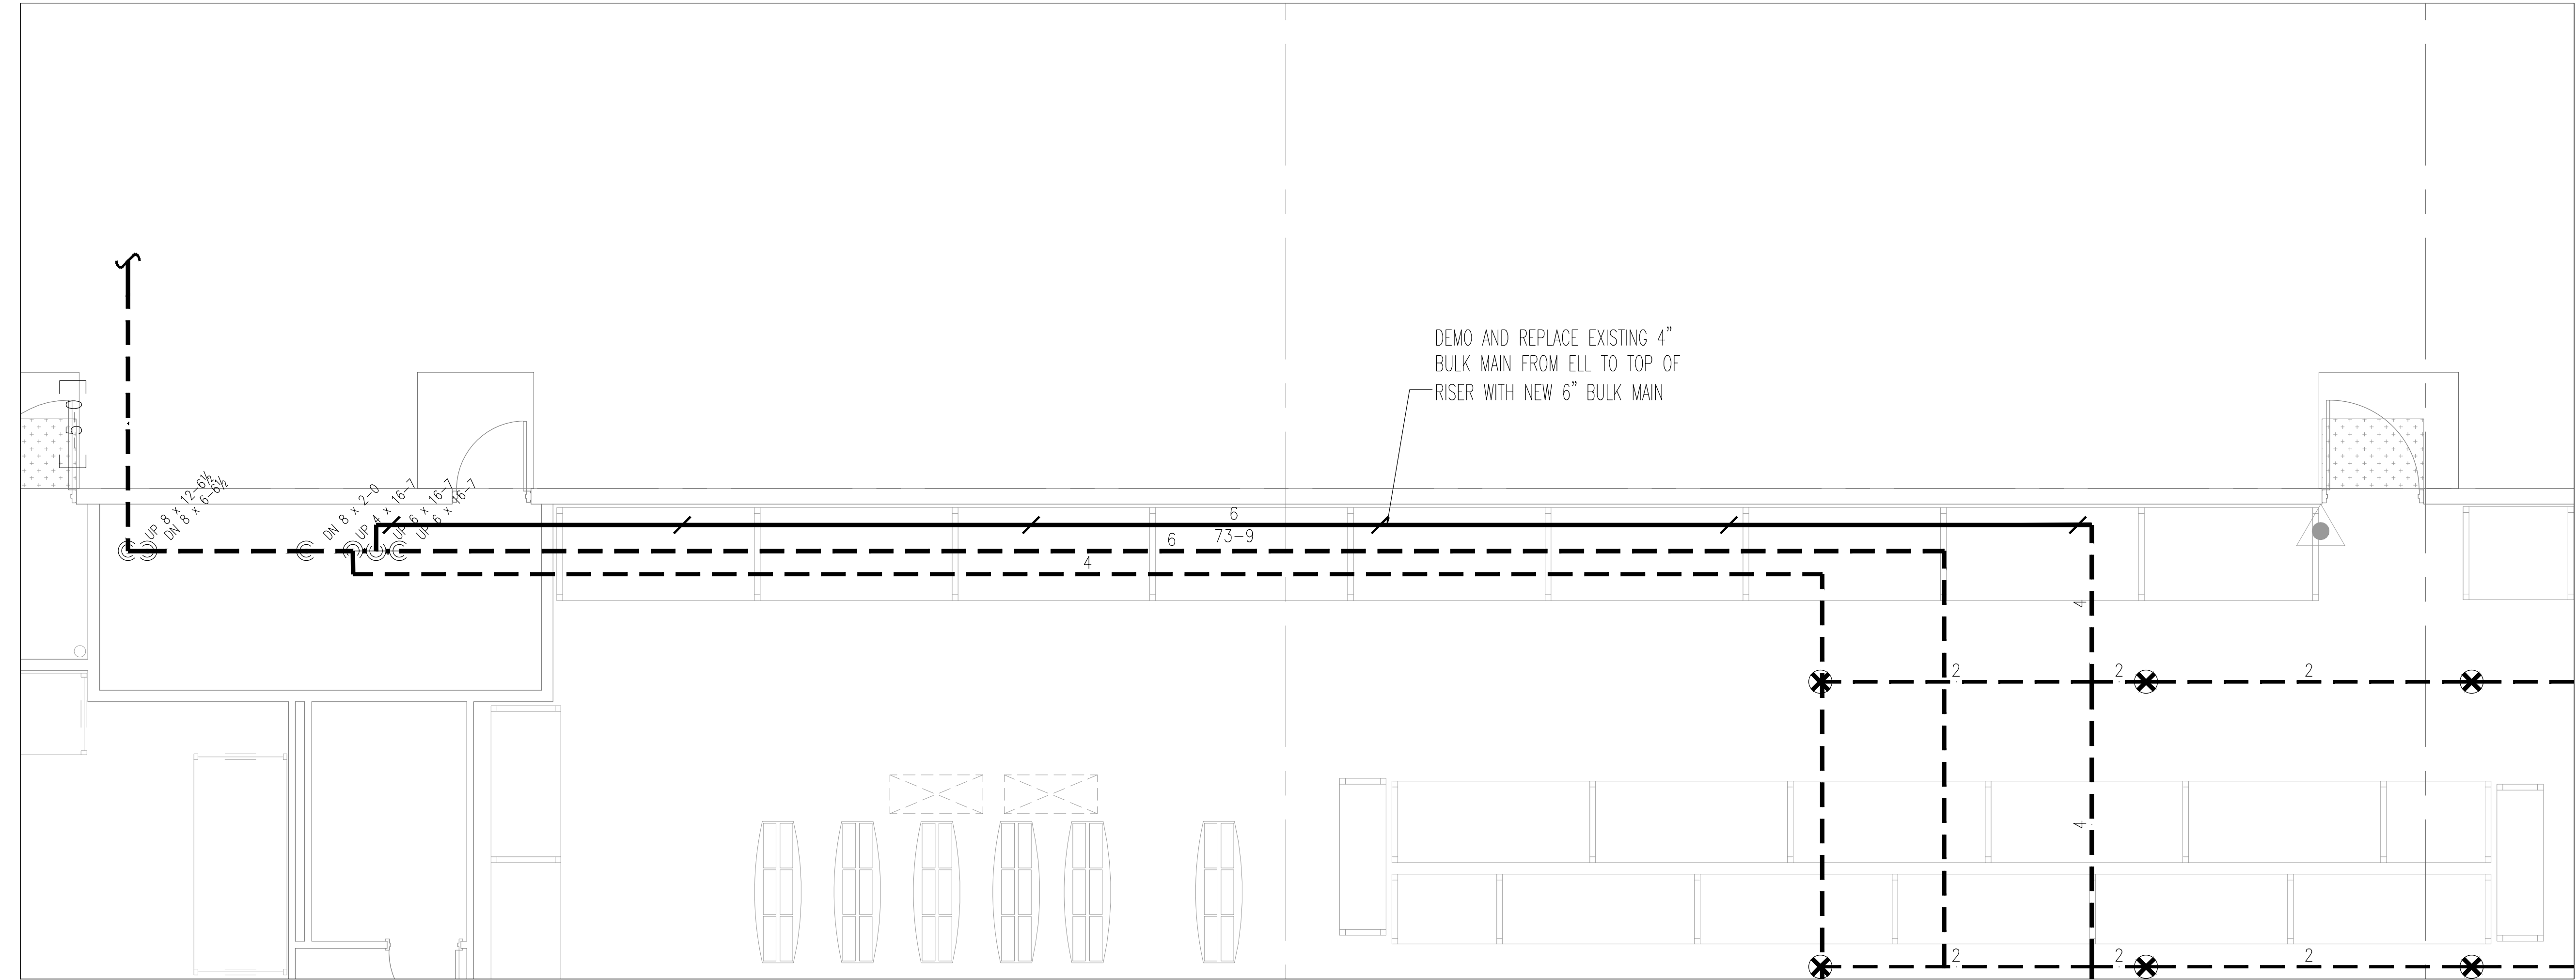 DEMO AND REPLACE EXISTING 4"
BULK MAIN FROM ELL TO TOP OF
RISER WITH NEW 6" BULK MAIN
-5-0
UP 8 x 12-6½
DN 8 x 6-6½
DN 8 x 2-0
UP 4 x 16-7
UP 6 x 16-7
UP 6 x 16-7
6
73-9
6
4
4
2
2
2
4
2
2
2